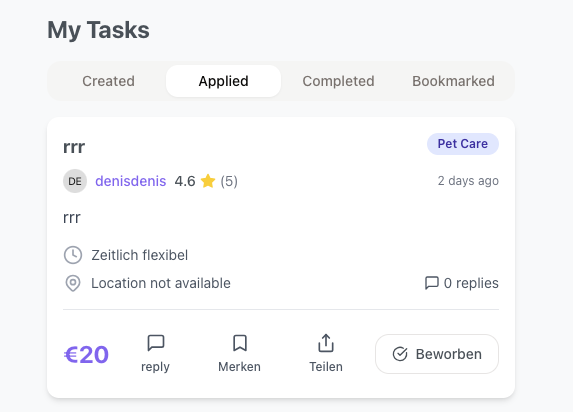 My Tasks
Created Applied Completed Bookmarked
rrr Pet Care
DE denisdenis 4.6 (5) 2 days ago
rrr
Zeitlich flexibel
Location not available 0 replies
€20 reply Merken Teilen Beworben